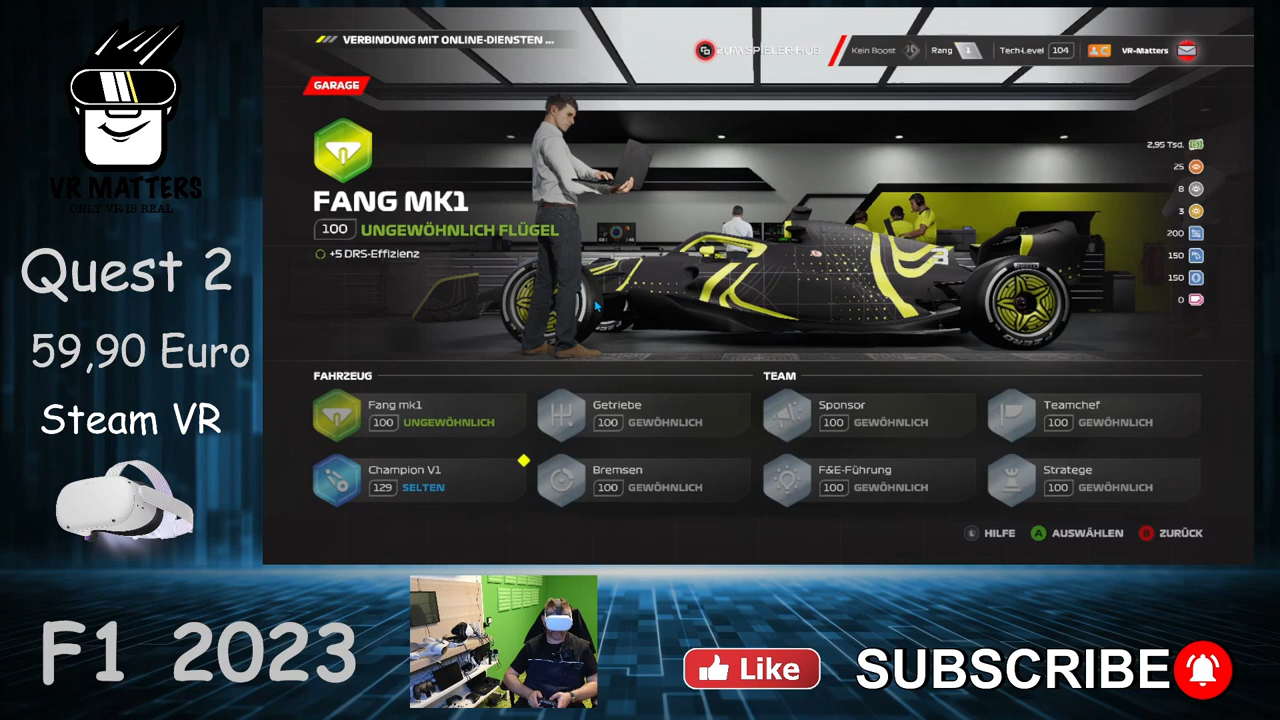 VR MATTERS
ONLY VR IS REAL
Quest 2
59,90 Euro
Steam VR
VERBINDUNG MIT ONLINE-DIENSTEN ...
ZUM SPIELER-HUB
Kein Boost
Rang 1
Tech-Level 104
VR-Matters
GARAGE
FANG MK1
100 UNGEWÖHNLICH FLÜGEL
+5 DRS-Effizienz
2,95 Tsd.
25
8
3
200
150
150
0
FAHRZEUG
TEAM
Fang mk1
100 UNGEWÖHNLICH
Getriebe
100 GEWÖHNLICH
Sponsor
100 GEWÖHNLICH
Teamchef
100 GEWÖHNLICH
Champion V1
129 SELTEN
Bremsen
100 GEWÖHNLICH
F&E-Führung
100 GEWÖHNLICH
Stratege
100 GEWÖHNLICH
L HILFE
A AUSWÄHLEN
B ZURÜCK
F1 2023
Like
SUBSCRIBE